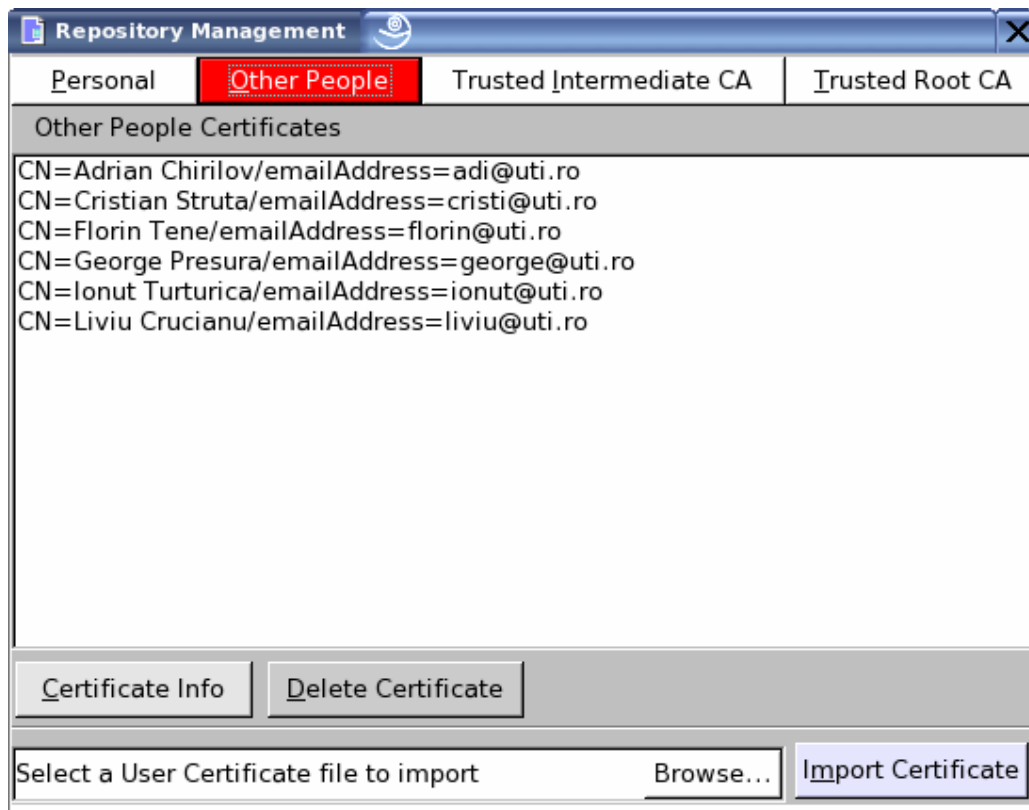 Repository Management
Personal Other People Trusted Intermediate CA Trusted Root CA
Other People Certificates
CN=Adrian Chirilov/emailAddress=adi@uti.ro
CN=Cristian Struta/emailAddress=cristi@uti.ro
CN=Florin Tene/emailAddress=florin@uti.ro
CN=George Presura/emailAddress=george@uti.ro
CN=Ionut Turturica/emailAddress=ionut@uti.ro
CN=Liviu Crucianu/emailAddress=liviu@uti.ro
Certificate Info Delete Certificate
Select a User Certificate file to import Browse... Import Certificate